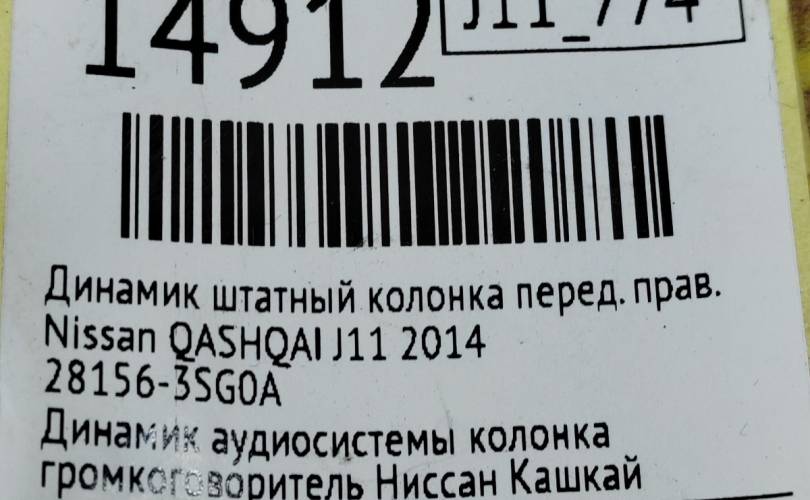 14912
J11_774
Динамик штатный колонка перед. прав.
Nissan QASHQAI J11 2014
28156-3SG0A
Динамик аудиосистемы колонка
громкоговоритель Ниссан Кашкай